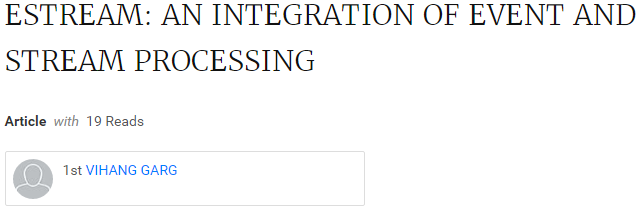 ESTREAM: AN INTEGRATION OF EVENT AND
STREAM PROCESSING
Article with 19 Reads
1st VIHANG GARG